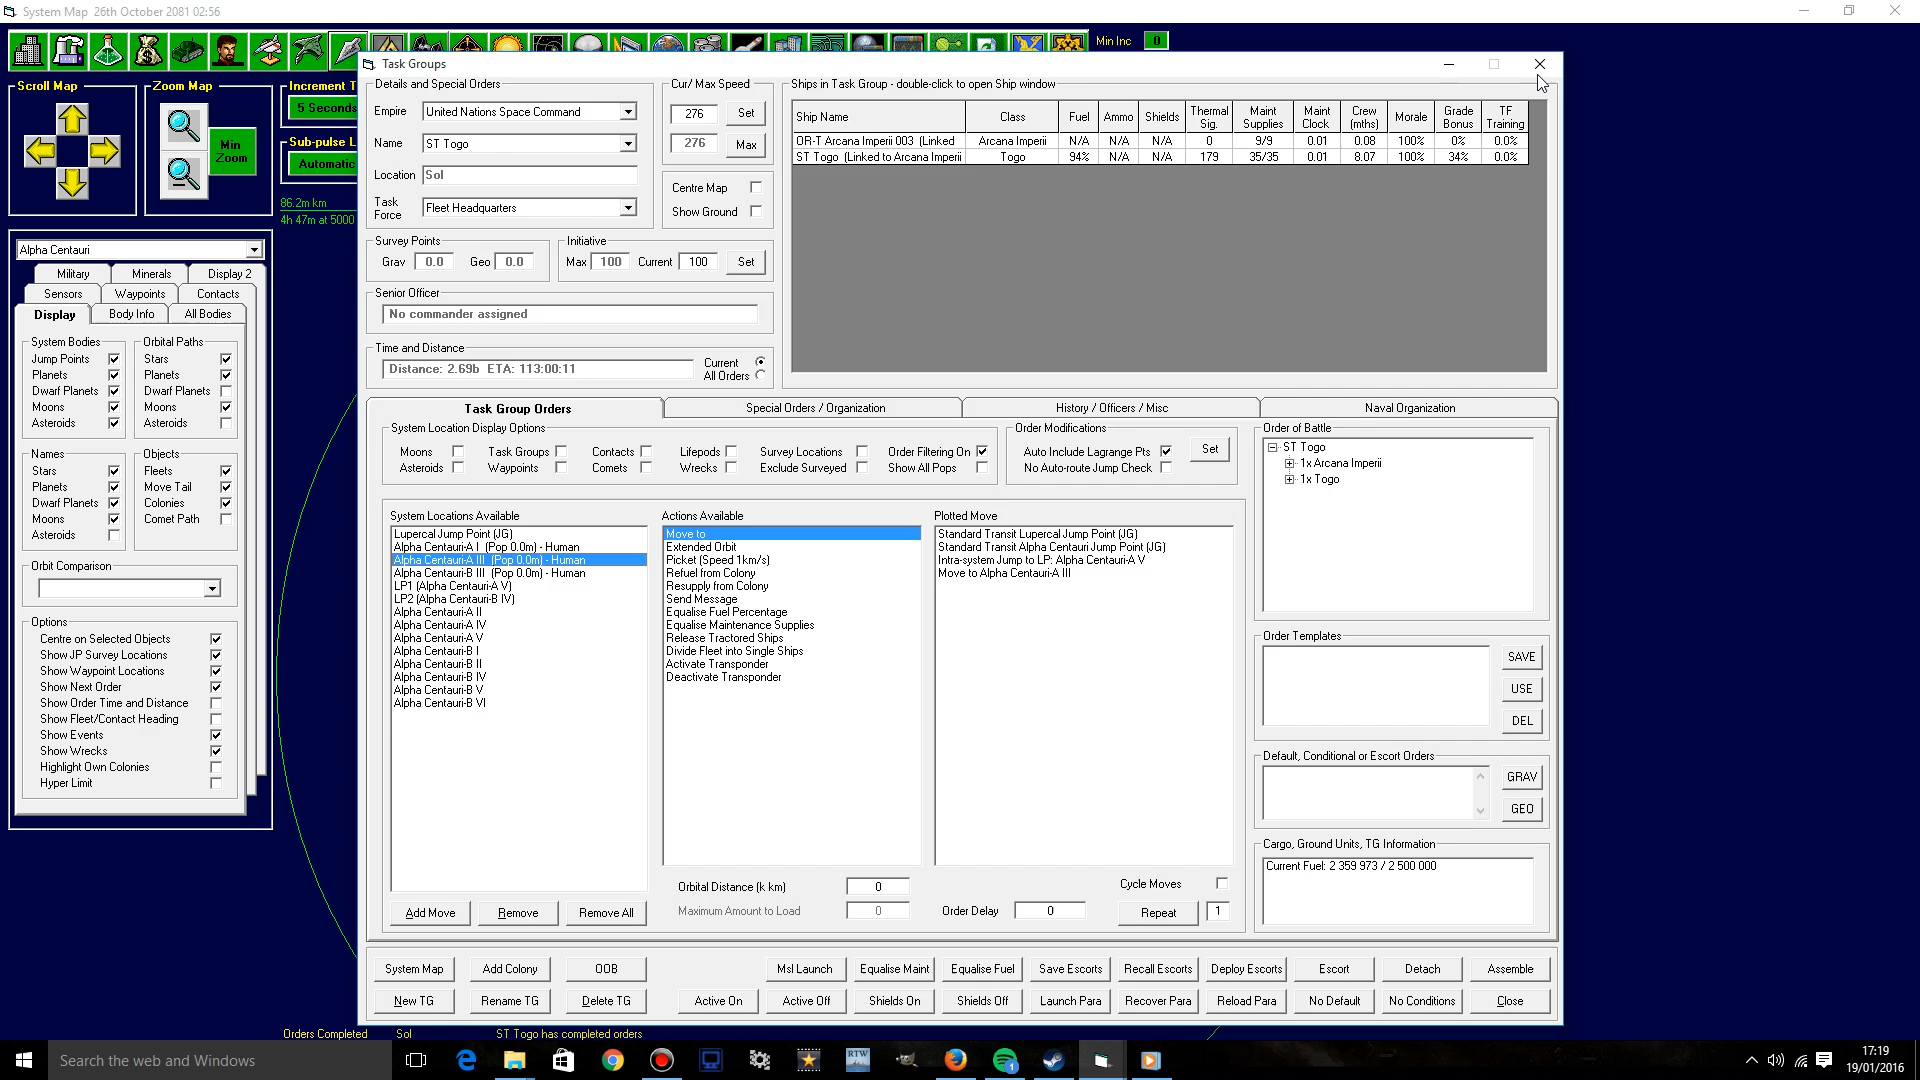 System Map  26th October 2081 02:56
Min Inc 0
Scroll Map
Zoom Map
Min Zoom
Increment T
5 Seconds
Sub-pulse L
Automatic
86.2m km
4h 47m at 5000
Alpha Centauri
Military Minerals Display 2
Sensors Waypoints Contacts
Display Body Info All Bodies
System Bodies
Jump Points
Planets
Dwarf Planets
Moons
Asteroids
Orbital Paths
Stars
Planets
Dwarf Planets
Moons
Asteroids
Names
Stars
Planets
Dwarf Planets
Moons
Asteroids
Objects
Fleets
Move Tail
Colonies
Comet Path
Orbit Comparison
Options
Centre on Selected Objects
Show JP Survey Locations
Show Waypoint Locations
Show Next Order
Show Order Time and Distance
Show Fleet/Contact Heading
Show Events
Show Wrecks
Highlight Own Colonies
Hyper Limit
Task Groups
Details and Special Orders
Empire United Nations Space Command
Name ST Togo
Location Sol
Task Force Fleet Headquarters
Cur/ Max Speed
276 Set
276 Max
Centre Map
Show Ground
Survey Points
Grav 0.0 Geo 0.0
Initiative
Max 100 Current 100 Set
Senior Officer
No commander assigned
Time and Distance
Distance: 2.69b  ETA: 113:00:11
Current
All Orders
Ships in Task Group - double-click to open Ship window
Ship Name Class Fuel Ammo Shields Thermal Sig. Maint Supplies Maint Clock Crew (mths) Morale Grade Bonus TF Training
OR-T Arcana Imperii 003 (Linked Arcana Imperii N/A N/A N/A 0 9/9 0.01 0.08 100% 0% 0.0%
ST Togo (Linked to Arcana Imperii Togo 94% N/A N/A 179 35/35 0.01 8.07 100% 34% 0.0%
Task Group Orders Special Orders / Organization History / Officers / Misc Naval Organization
System Location Display Options
Moons Task Groups Contacts Lifepods Survey Locations Order Filtering On
Asteroids Waypoints Comets Wrecks Exclude Surveyed Show All Pops
Order Modifications
Auto Include Lagrange Pts Set
No Auto-route Jump Check
System Locations Available
Lupercal Jump Point (JG)
Alpha Centauri-A I  (Pop 0.0m) - Human
Alpha Centauri-A III  (Pop 0.0m) - Human
Alpha Centauri-B III  (Pop 0.0m) - Human
LP1 (Alpha Centauri-A V)
LP2 (Alpha Centauri-B IV)
Alpha Centauri-A II
Alpha Centauri-A IV
Alpha Centauri-A V
Alpha Centauri-B I
Alpha Centauri-B II
Alpha Centauri-B IV
Alpha Centauri-B V
Alpha Centauri-B VI
Actions Available
Move to
Extended Orbit
Picket (Speed 1km/s)
Refuel from Colony
Resupply from Colony
Send Message
Equalise Fuel Percentage
Equalise Maintenance Supplies
Release Tractored Ships
Divide Fleet into Single Ships
Activate Transponder
Deactivate Transponder
Plotted Move
Standard Transit Lupercal Jump Point (JG)
Standard Transit Alpha Centauri Jump Point (JG)
Intra-system Jump to LP: Alpha Centauri-A V
Move to Alpha Centauri-A III
Add Move Remove Remove All
Orbital Distance (k km) 0
Maximum Amount to Load 0
Order Delay 0
Cycle Moves
Repeat 1
Order of Battle
ST Togo
1x Arcana Imperii
1x Togo
Order Templates
SAVE
USE
DEL
Default, Conditional or Escort Orders
GRAV
GEO
Cargo, Ground Units, TG Information
Current Fuel: 2 359 973 / 2 500 000
System Map Add Colony OOB Msl Launch Equalise Maint Equalise Fuel Save Escorts Recall Escorts Deploy Escorts Escort Detach Assemble
New TG Rename TG Delete TG Active On Active Off Shields On Shields Off Launch Para Recover Para Reload Para No Default No Conditions Close
Orders Completed Sol ST Togo has completed orders
Search the web and Windows
RTW
1
17:19
19/01/2016